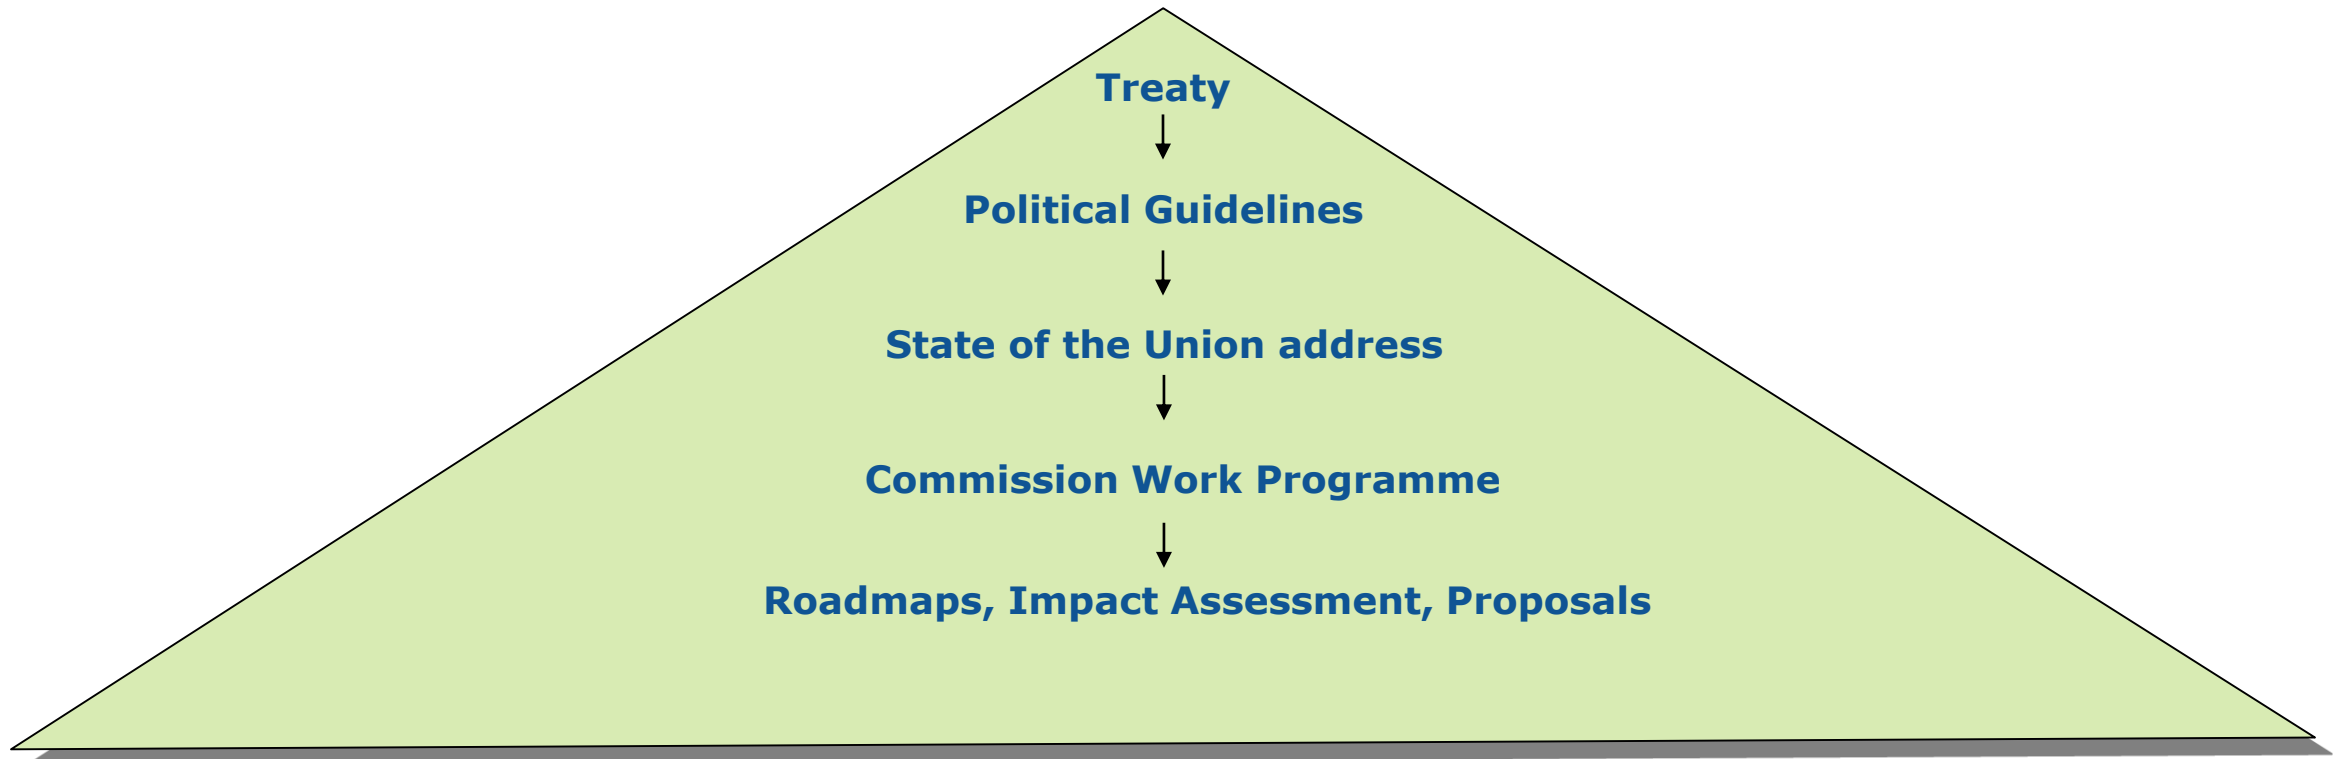 Treaty
Political Guidelines
State of the Union address
Commission Work Programme
Roadmaps, Impact Assessment, Proposals